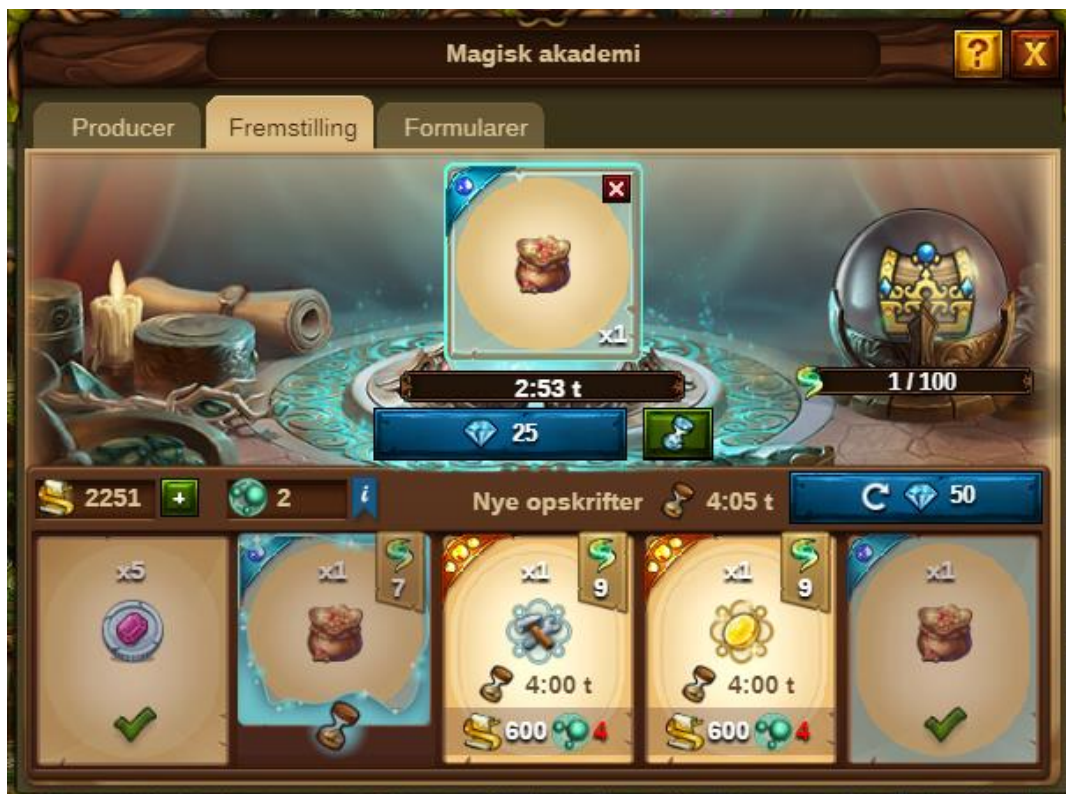 Magisk akademi
?
X
Producer
Fremstilling
Formularer
x1
2:53 t
1 / 100
25
2251
+
2
i
Nye opskrifter
4:05 t
50
x5
x1
7
x1
9
4:00 t
600
4
x1
9
4:00 t
600
4
x1